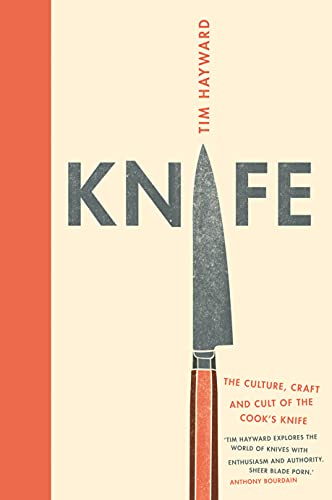 TIM HAYWARD
KNIFE
THE CULTURE, CRAFT
AND CULT OF THE
COOK'S KNIFE
'TIM HAYWARD EXPLORES THE
WORLD OF KNIVES WITH
ENTHUSIASM AND AUTHORITY.
SHEER BLADE PORN.'
ANTHONY BOURDAIN